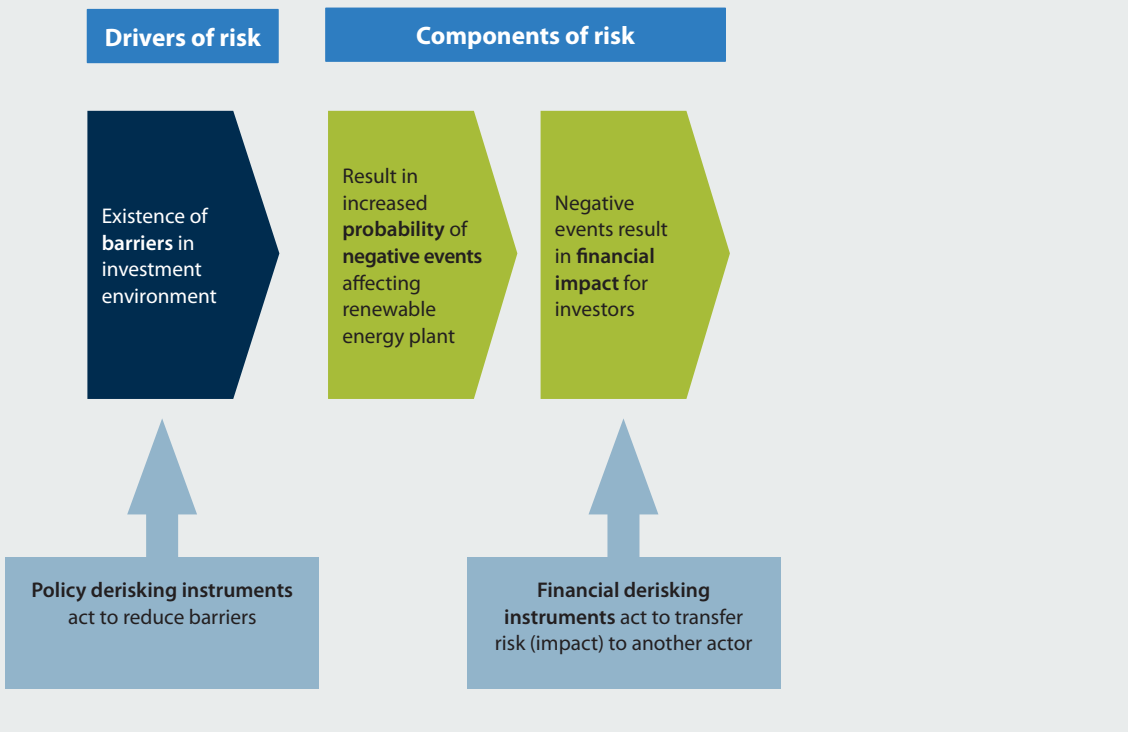 Drivers of risk
Components of risk
Existence of
barriers in
investment
environment
Result in
increased
probability of
negative events
affecting
renewable
energy plant
Negative
events result
in financial
impact for
investors
Policy derisking instruments
act to reduce barriers
Financial derisking
instruments act to transfer
risk (impact) to another actor